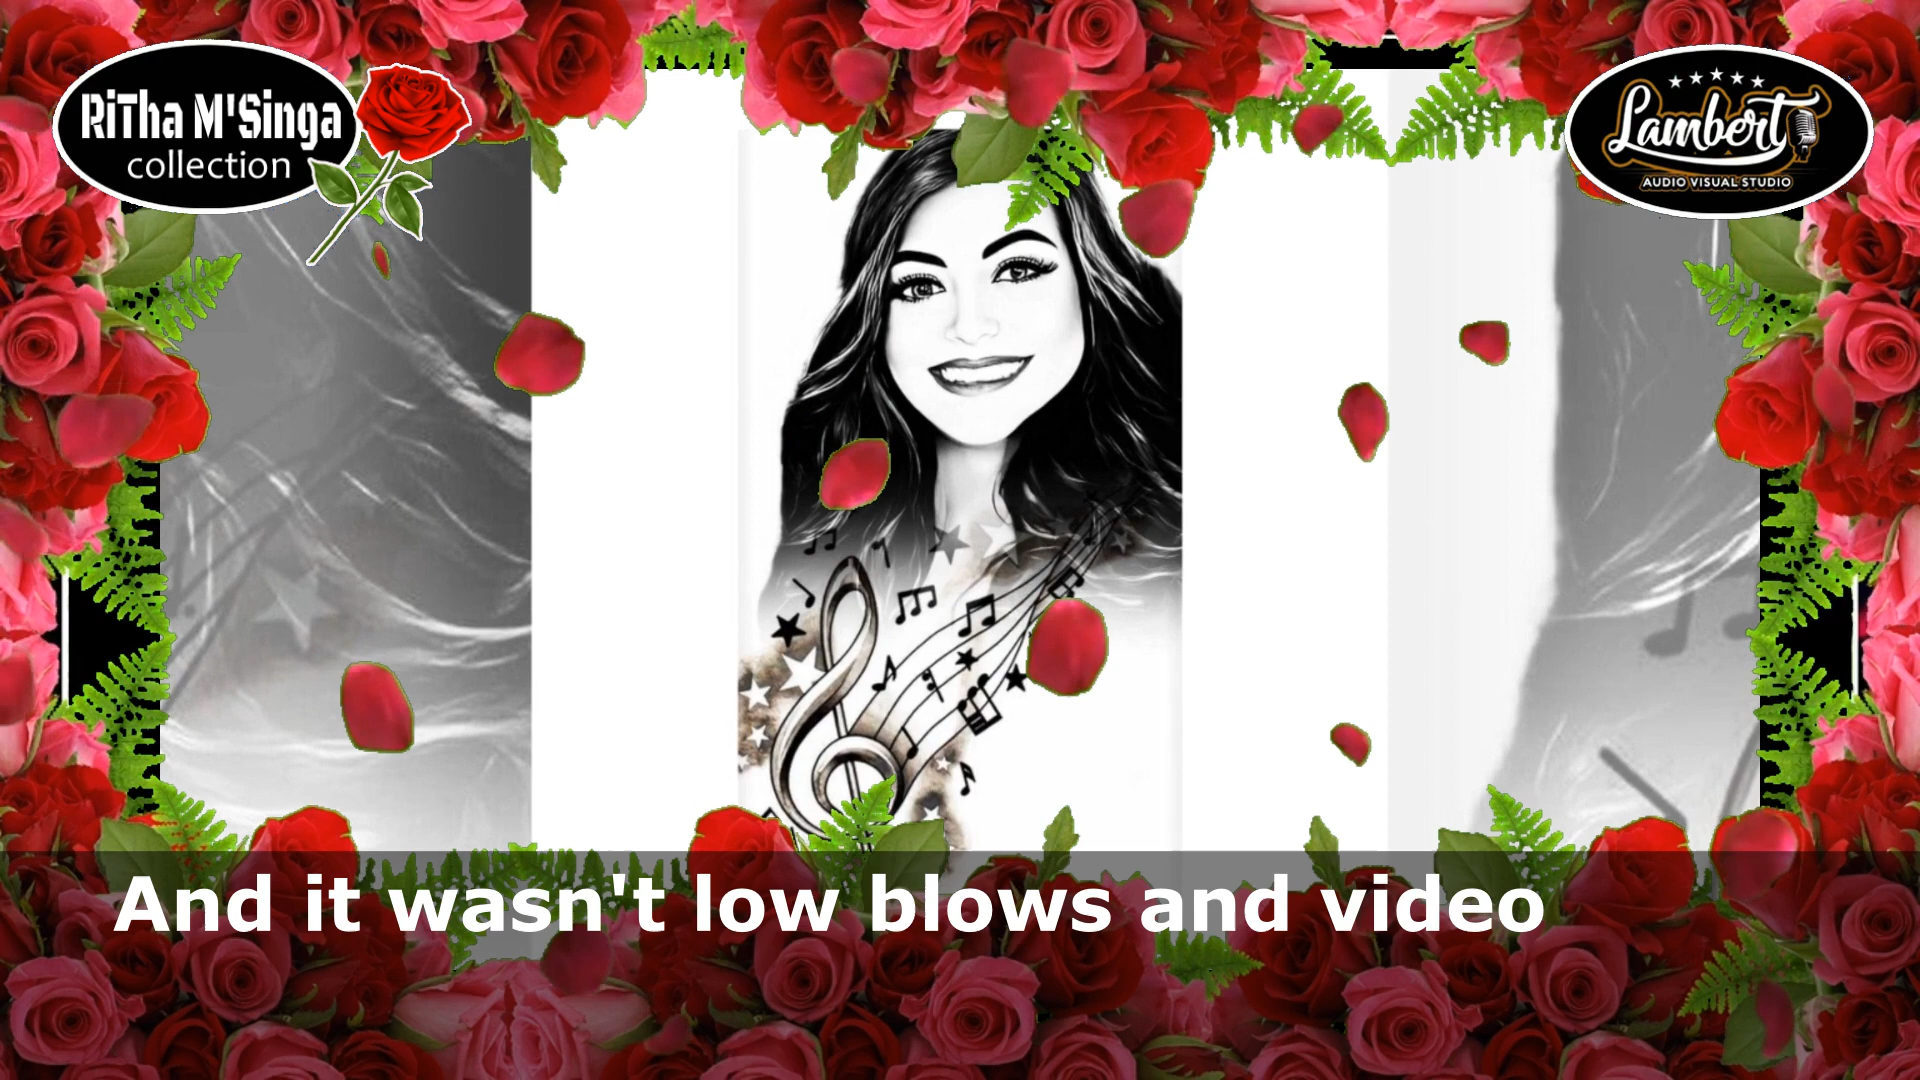 RiTha M'Singa
collection
Lambert
AUDIO VISUAL STUDIO
And it wasn't low blows and video